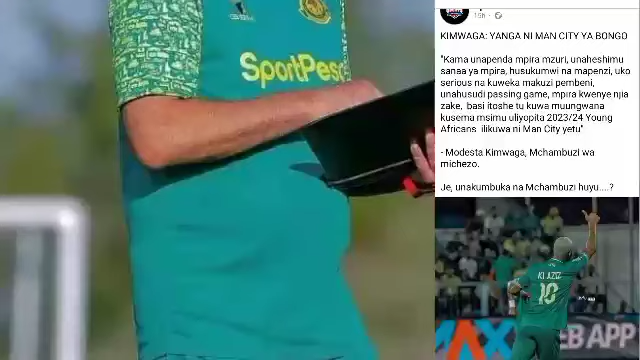 SportPesa
15h
KIMWAGA: YANGA NI MAN CITY YA BONGO
"Kama unapenda mpira mzuri, unaheshimu
sanaa ya mpira, husukumwi na mapenzi, uko
serious na kuweka makuzi pembeni,
unahusudi passing game, mpira kwenye njia
zake, basi itoshe tu kuwa muungwana
kusema msimu uliyopita 2023/24 Young
Africans ilikuwa ni Man City yetu"
- Modesta Kimwaga, Mchambuzi wa
michezo.
Je, unakumbuka na Mchambuzi huyu....?
KI AZIZ
10
MAX WEB APP